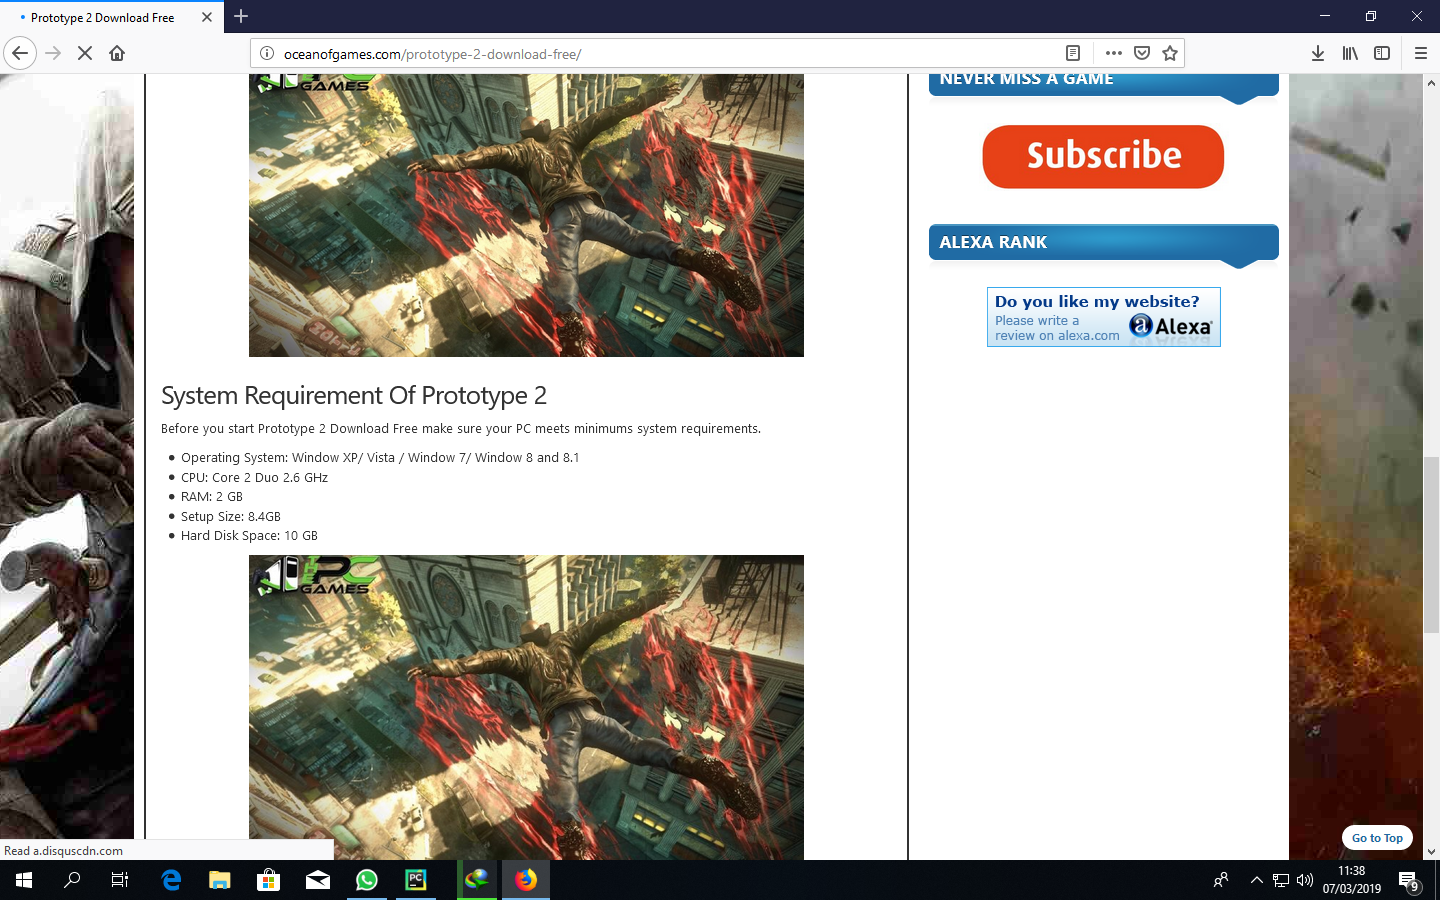 Prototype 2 Download Free
oceanofgames.com/prototype-2-download-free/
GAMES
NEVER MISS A GAME
Subscribe
ALEXA RANK
Do you like my website?
Please write a
review on alexa.com
Alexa
System Requirement Of Prototype 2
Before you start Prototype 2 Download Free make sure your PC meets minimums system requirements.
Operating System: Window XP/ Vista / Window 7/ Window 8 and 8.1
CPU: Core 2 Duo 2.6 GHz
RAM: 2 GB
Setup Size: 8.4GB
Hard Disk Space: 10 GB
THE PC
GAMES
Go to Top
Read a.disquscdn.com
PC
11:38
07/03/2019
9